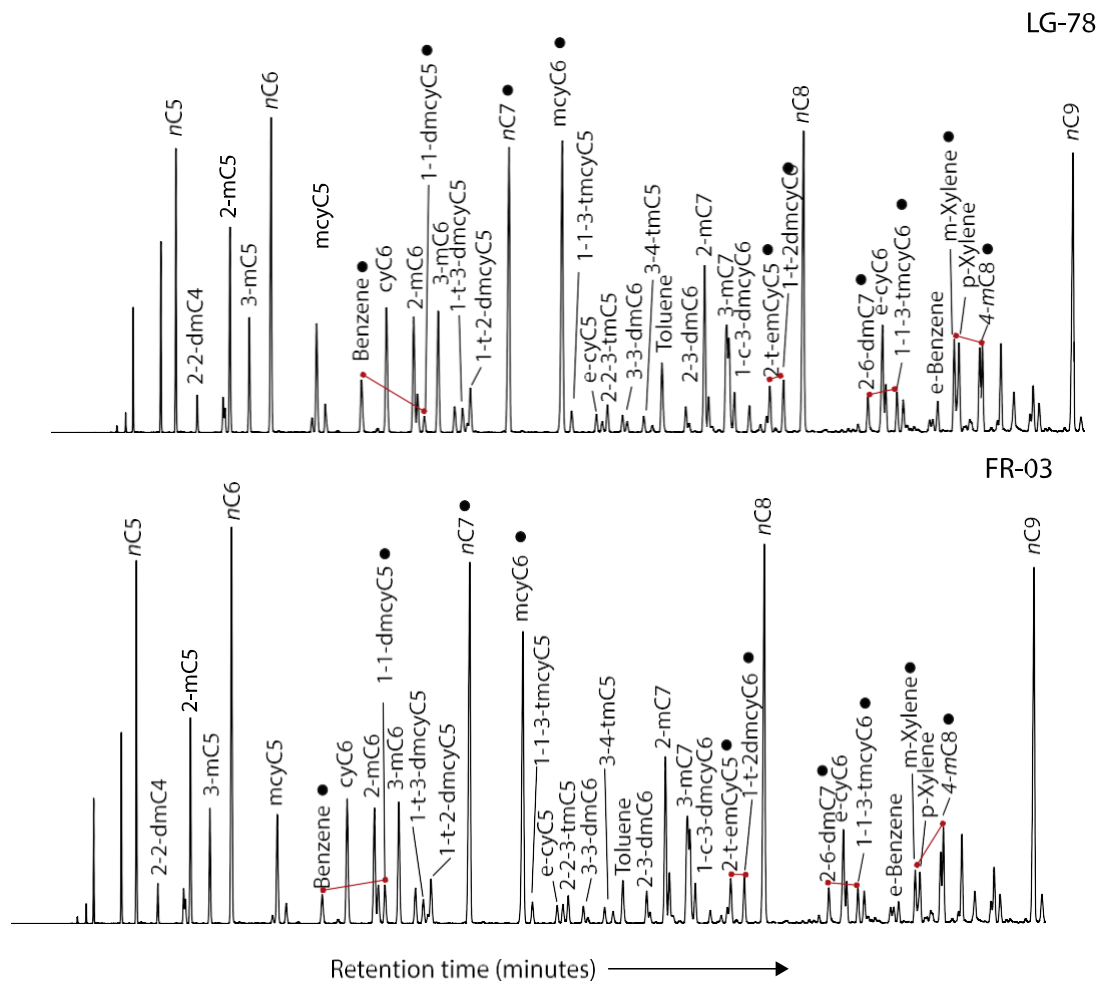 LG-78
nC5
2-2-dmC4
2-mC5
3-mC5
nC6
mcyC5
Benzene
cyC6
2-mC6
1-1-dmcyC5
3-mC6
1-t-3-dmcyC5
1-t-2-dmcyC5
nC7
mcyC6
1-1-3-tmcyC5
e-cyC5
2-2-3-tmC5
3-3-dmC6
3-4-tmC5
Toluene
2-3-dmC6
2-mC7
3-mC7
1-c-3-dmcyC6
2-t-emCyC5
1-t-2dmcyC6
nC8
2-6-dmC7
e-cyC6
1-1-3-tmcyC6
e-Benzene
m-Xylene
p-Xylene
4-mC8
nC9
FR-03
nC5
2-2-dmC4
2-mC5
3-mC5
nC6
mcyC5
Benzene
cyC6
2-mC6
1-1-dmcyC5
3-mC6
1-t-3-dmcyC5
1-t-2-dmcyC5
nC7
mcyC6
1-1-3-tmcyC5
e-cyC5
2-2-3-tmC5
3-3-dmC6
3-4-tmC5
Toluene
2-3-dmC6
2-mC7
3-mC7
1-c-3-dmcyC6
2-t-emCyC5
1-t-2dmcyC6
nC8
2-6-dmC7
e-cyC6
1-1-3-tmcyC6
e-Benzene
m-Xylene
p-Xylene
4-mC8
nC9
Retention time (minutes)